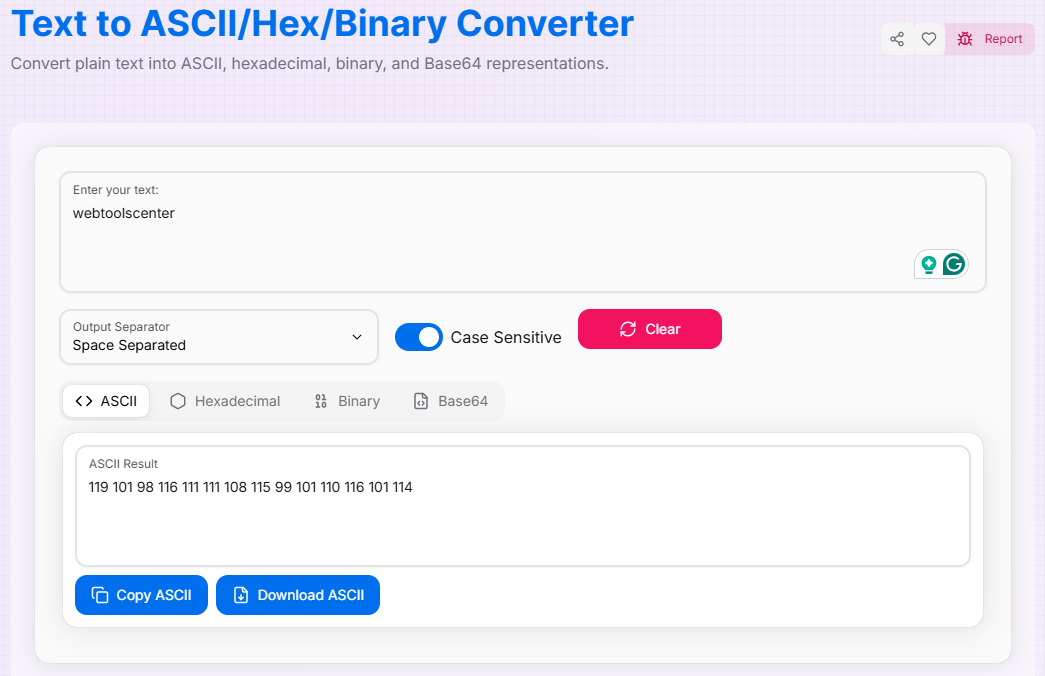 Text to ASCII/Hex/Binary Converter
Report
Convert plain text into ASCII, hexadecimal, binary, and Base64 representations.
Enter your text:
webtoolscenter
Output Separator
Space Separated
Case Sensitive
Clear
ASCII
Hexadecimal
Binary
Base64
ASCII Result
119 101 98 116 111 111 108 115 99 101 110 116 101 114
Copy ASCII
Download ASCII